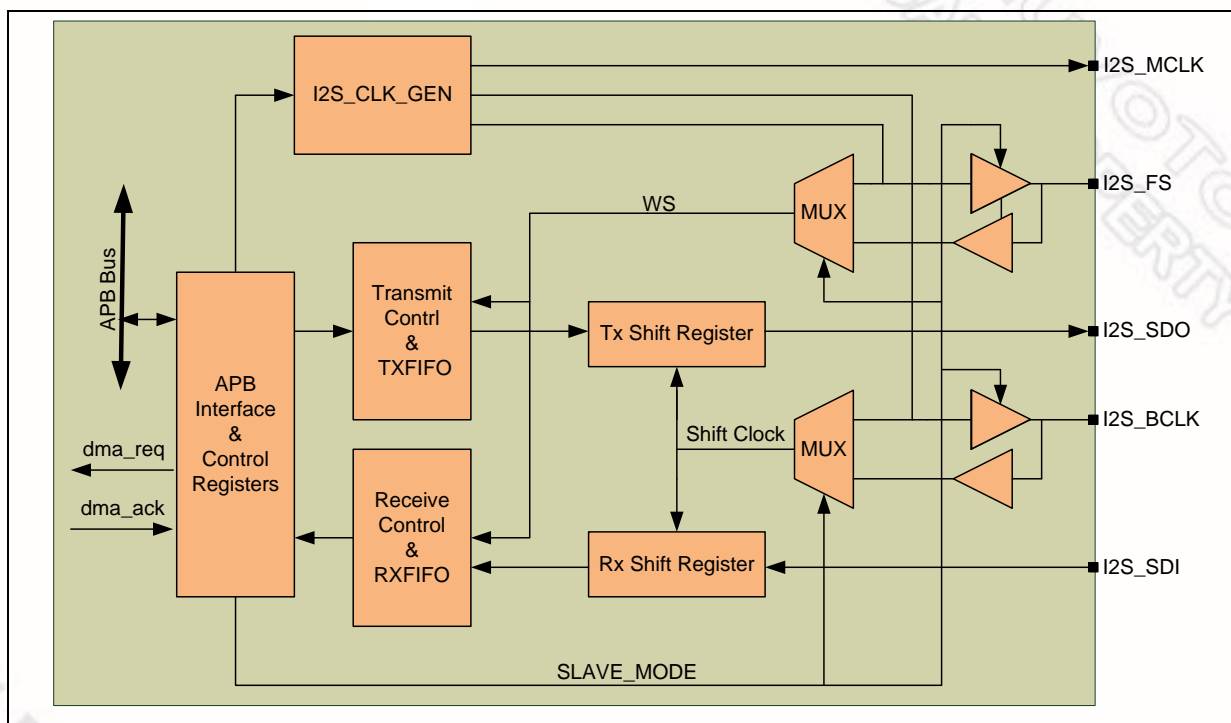 I2S_CLK_GEN
I2S_MCLK
I2S_FS
MUX
WS
APB Bus
Transmit
Contrl
&
TXFIFO
Tx Shift Register
I2S_SDO
APB
Interface
&
Control
Registers
I2S_BCLK
MUX
Shift Clock
dma_req
dma_ack
Receive
Control
&
RXFIFO
Rx Shift Register
I2S_SDI
SLAVE_MODE